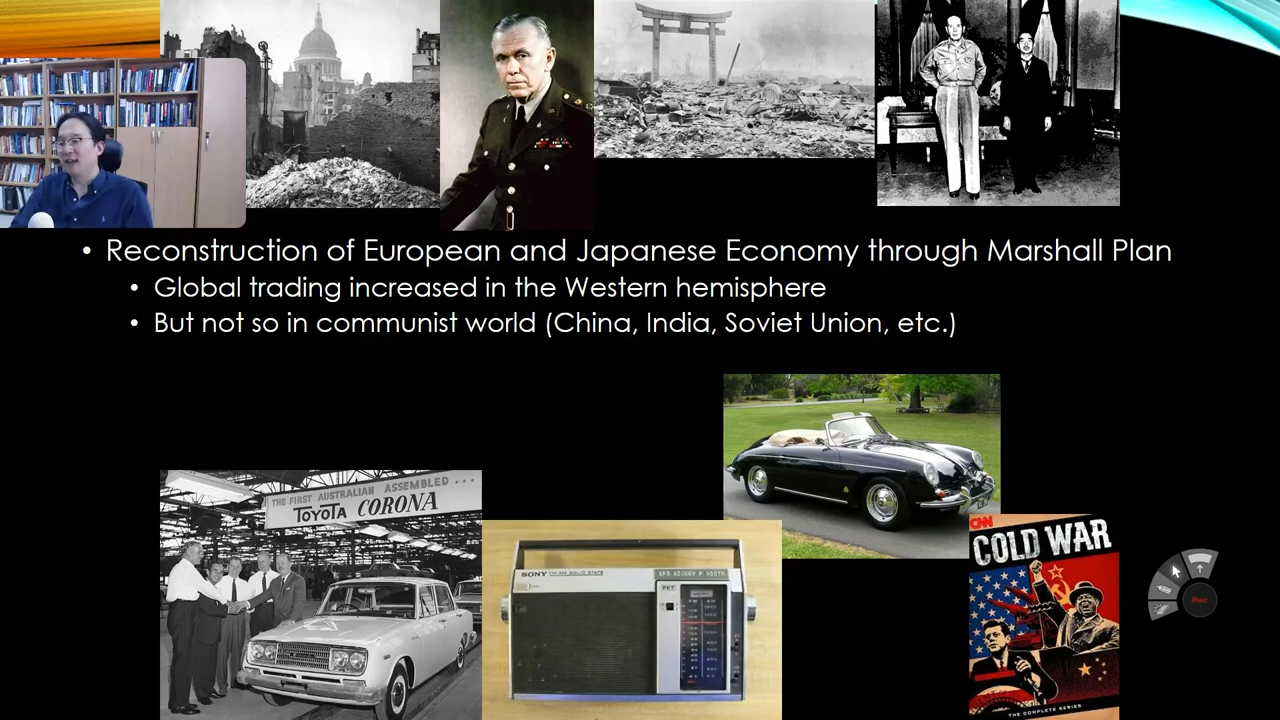 • Reconstruction of European and Japanese Economy through Marshall Plan
• Global trading increased in the Western hemisphere
• But not so in communist world (China, India, Soviet Union, etc.)
THE FIRST AUSTRALIAN ASSEMBLED ...
TOYOTA CORONA
SONY
CNN
COLD WAR
THE COMPLETE SERIES
Rec